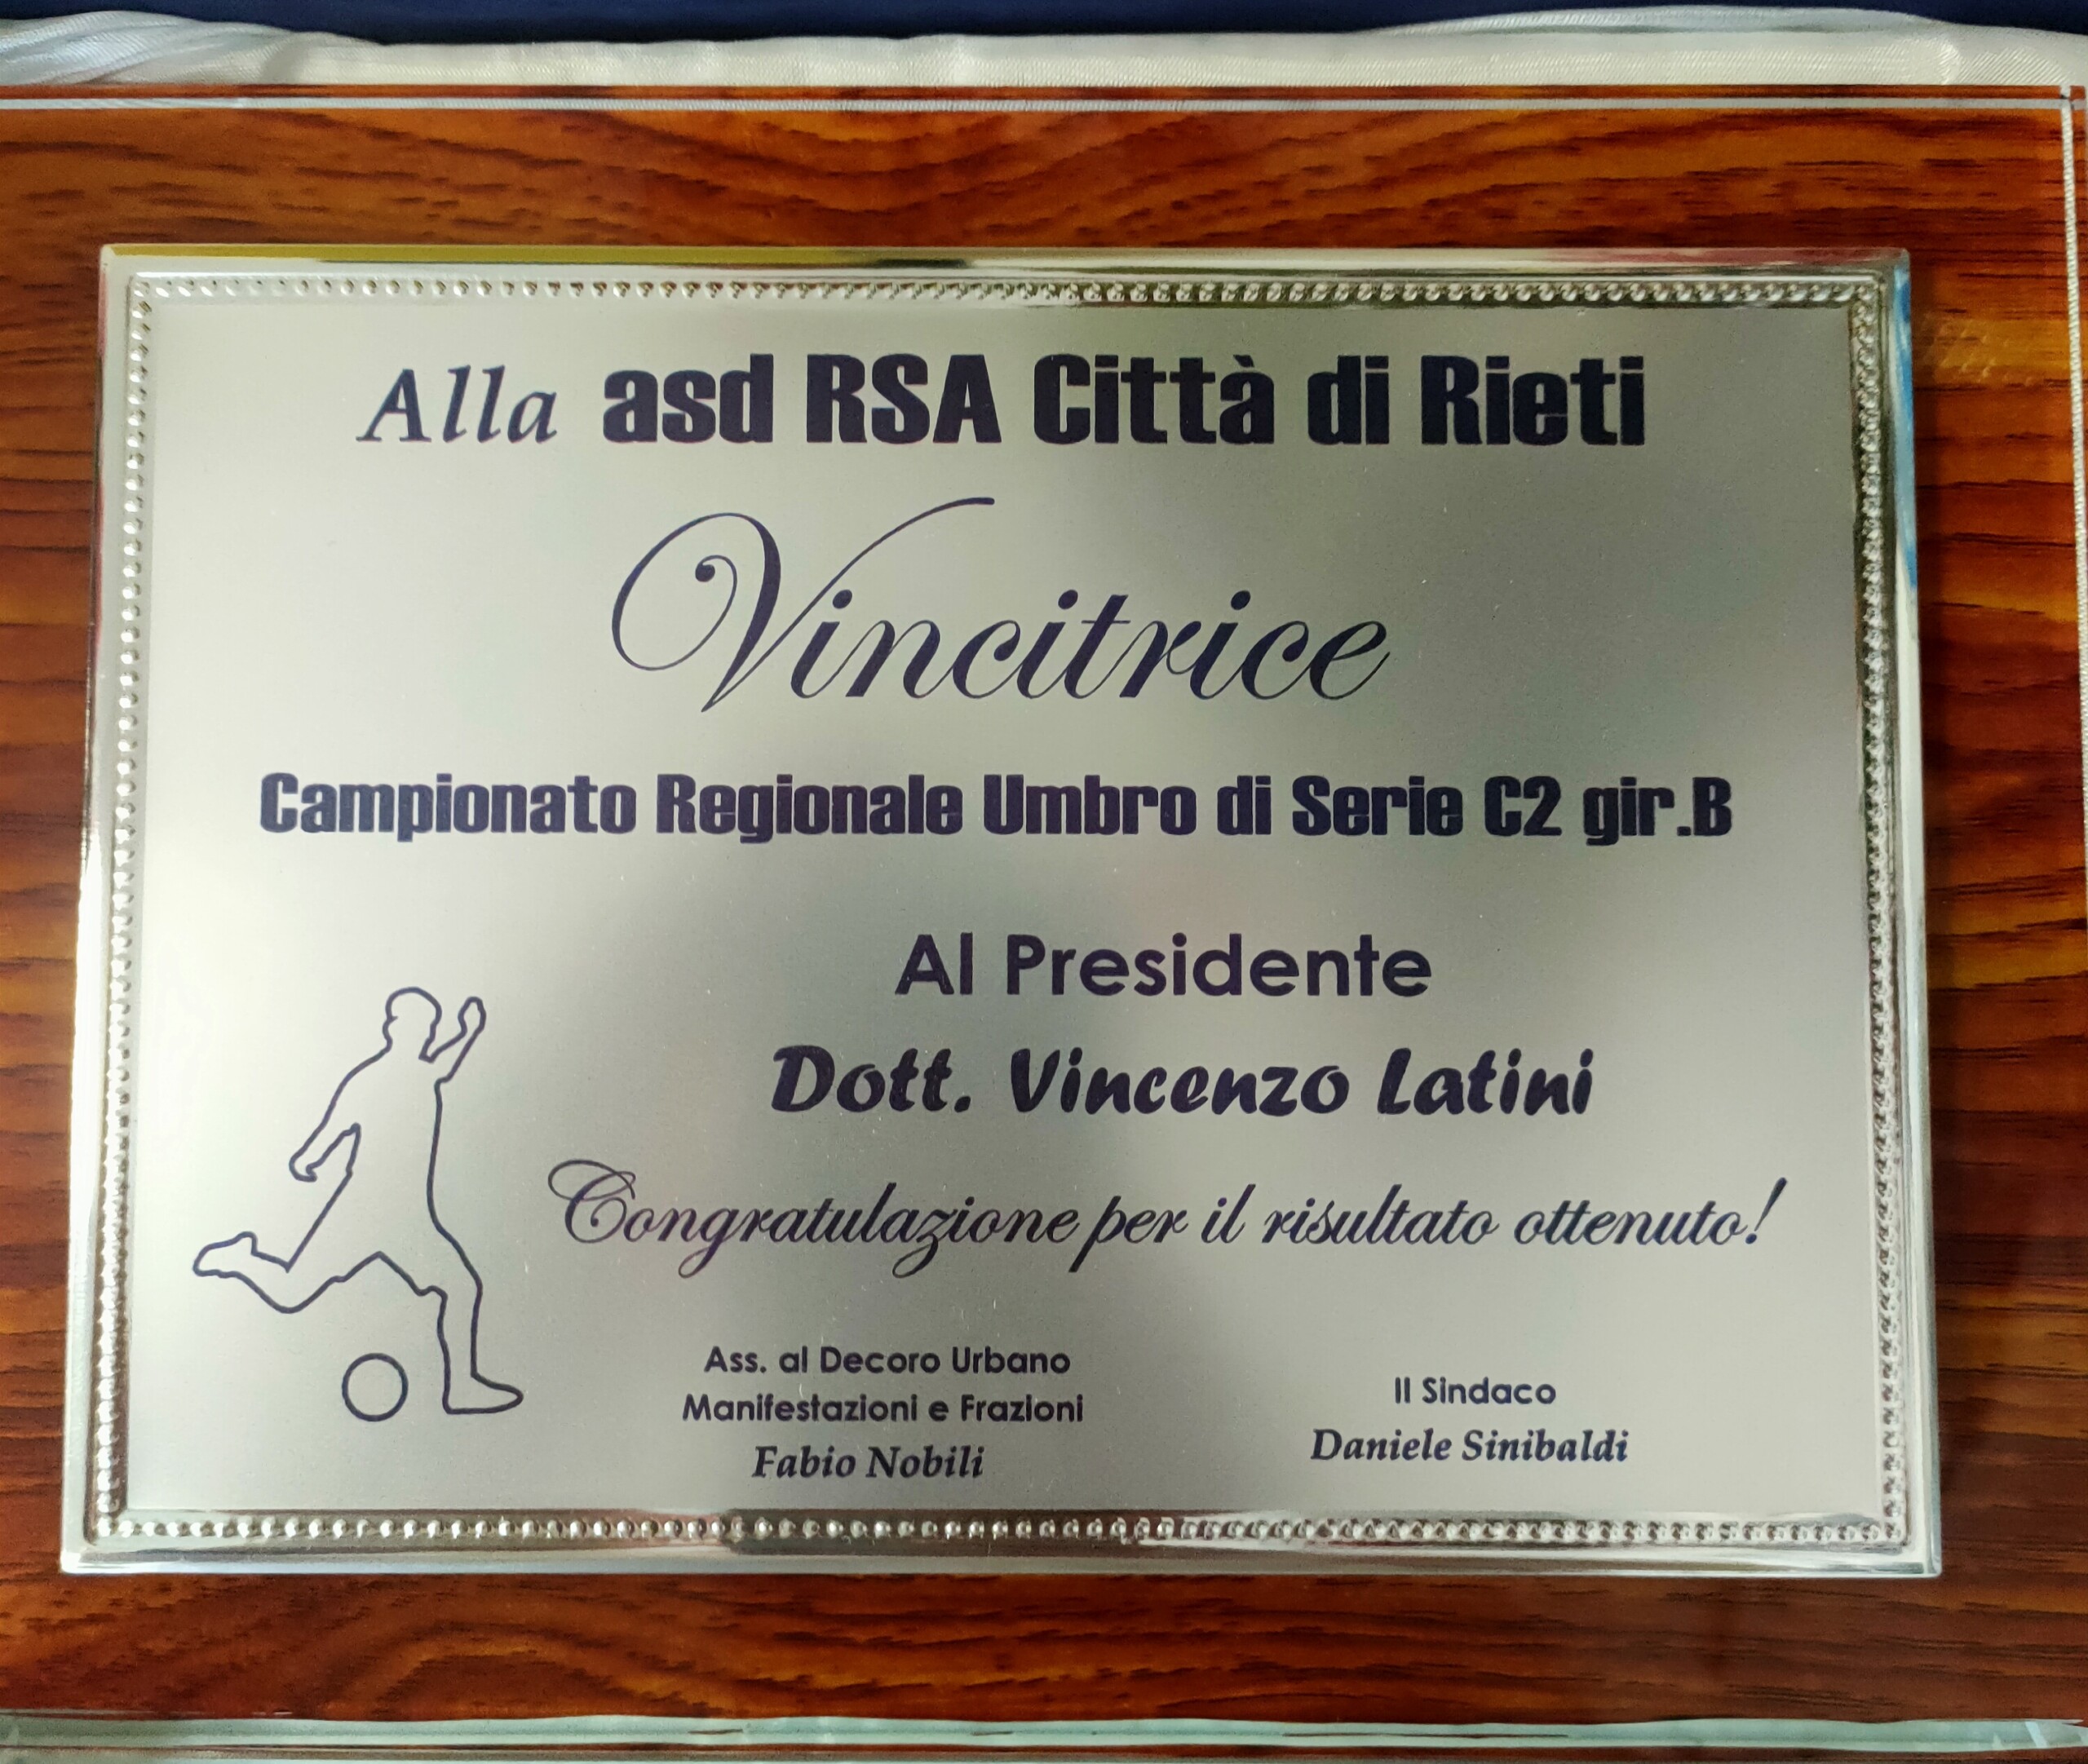 Alla asd RSA Città di Rieti
Vincitrice
Campionato Regionale Umbro di Serie C2 gir.B
Al Presidente
Dott. Vincenzo Latini
Congratulazione per il risultato ottenuto!
Ass. al Decoro Urbano
Manifestazioni e Frazioni
Fabio Nobili
Il Sindaco
Daniele Sinibaldi